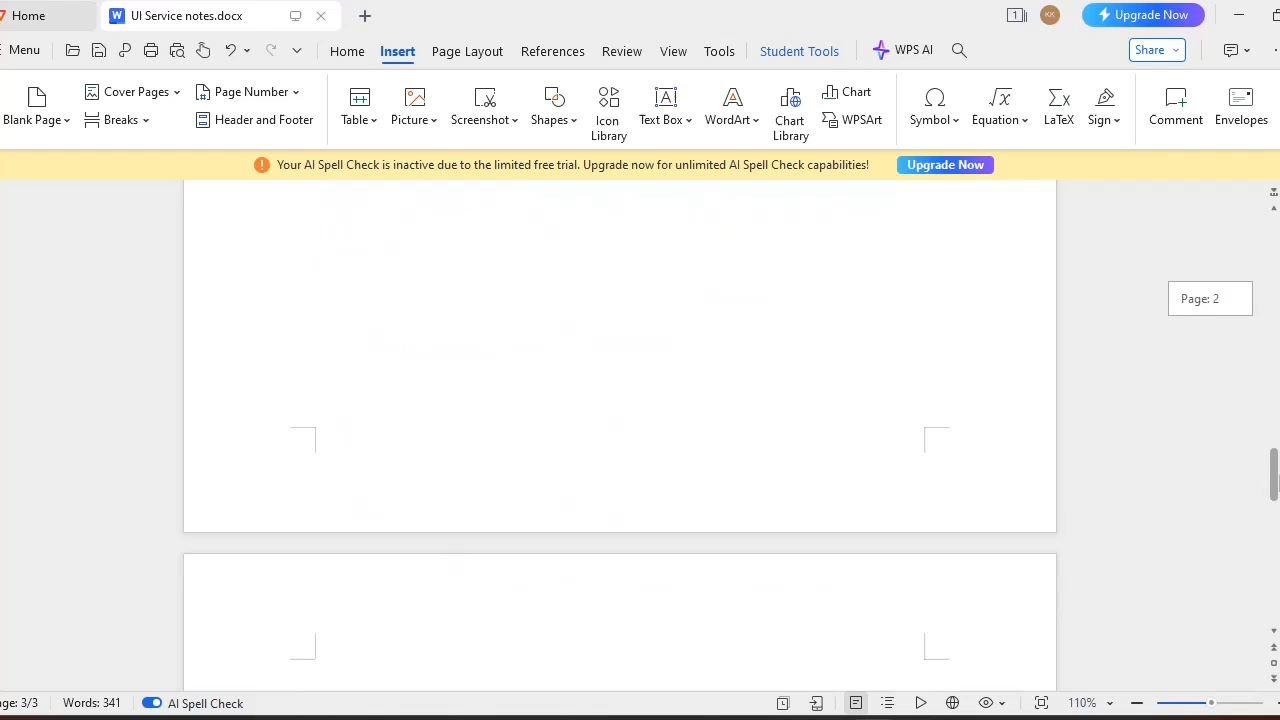 Home
UI Service notes.docx
1
KK
Upgrade Now
Menu
Home
Insert
Page Layout
References
Review
View
Tools
Student Tools
WPS AI
Share
Blank Page
Cover Pages
Breaks
Page Number
Header and Footer
Table
Picture
Screenshot
Shapes
Icon
Library
Text Box
WordArt
Chart
Library
Chart
WPSArt
Symbol
Equation
LaTeX
Sign
Comment
Envelopes
Your AI Spell Check is inactive due to the limited free trial. Upgrade now for unlimited AI Spell Check capabilities!
Upgrade Now
Page: 2
age: 3/3
Words: 341
AI Spell Check
110%